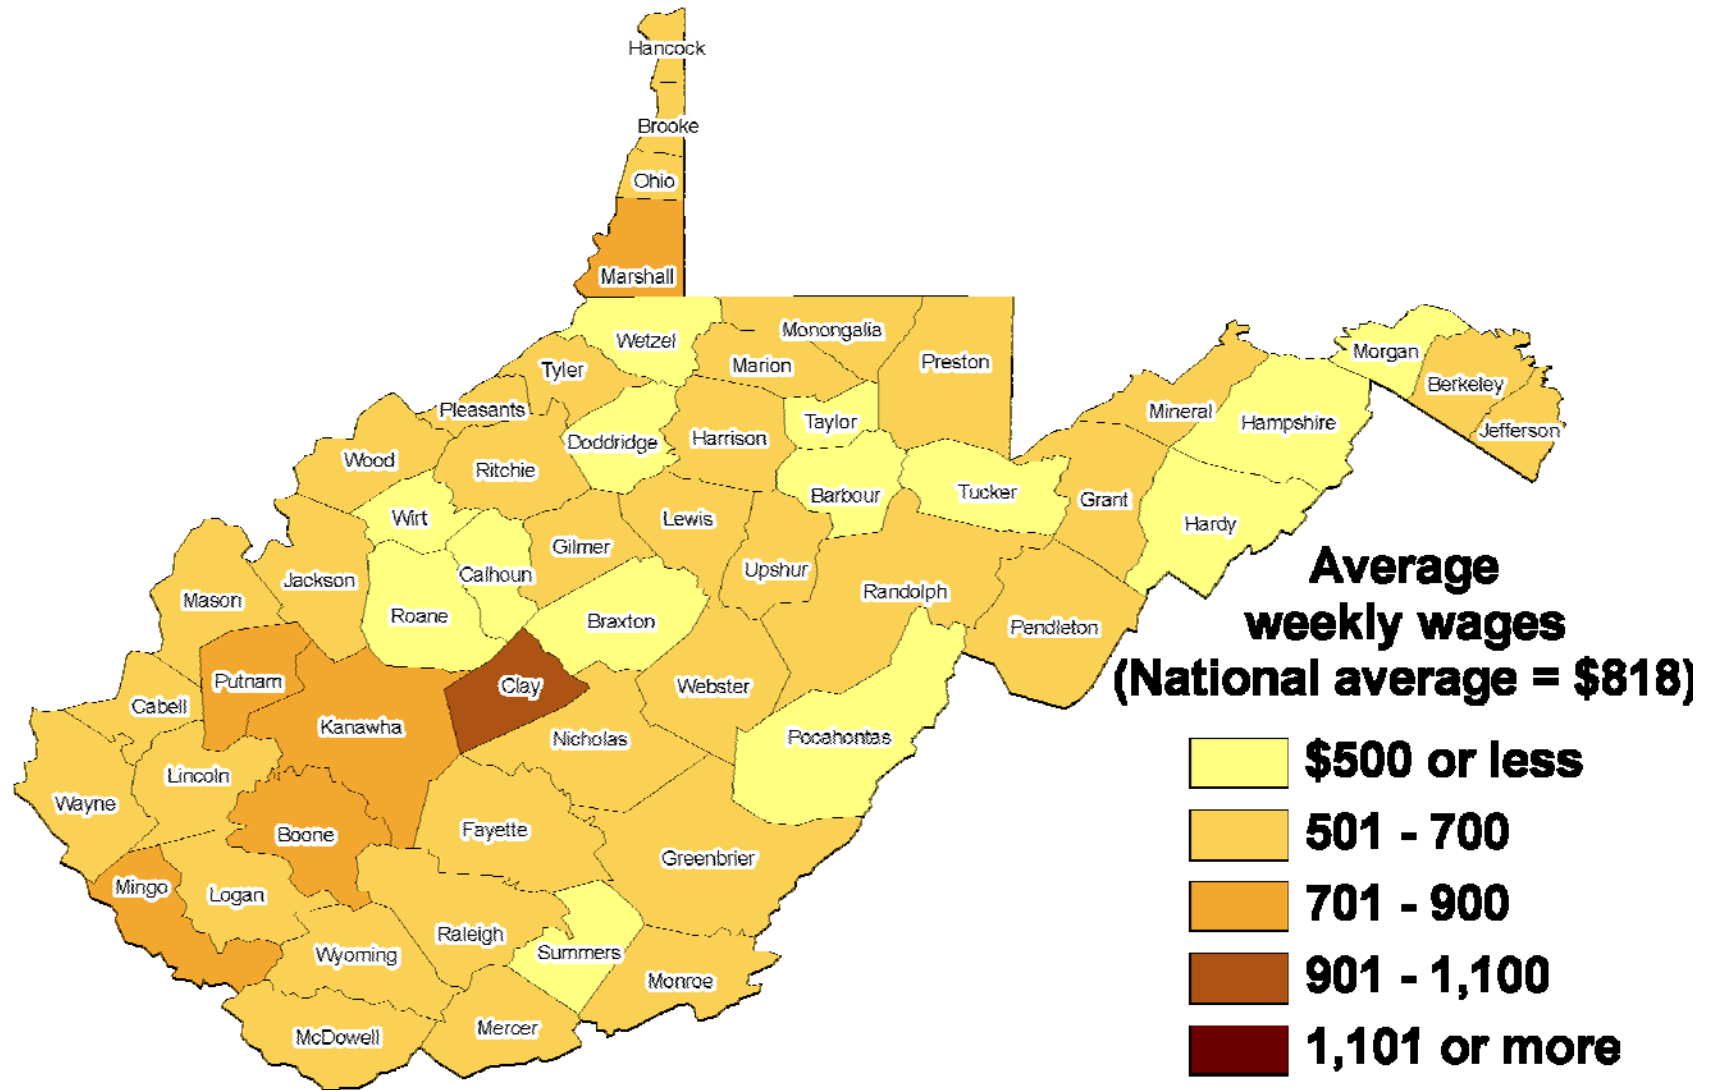 Hancock
Brooke
Ohio
Marshall
Wetzel
Monongalia
Marion
Preston
Tyler
Pleasants
Doddridge
Harrison
Taylor
Wood
Ritchie
Barbour
Tucker
Mineral
Hampshire
Morgan
Berkeley
Jefferson
Grant
Hardy
Wirt
Calhoun
Gilmer
Lewis
Upshur
Randolph
Pendleton
Mason
Jackson
Roane
Braxton
Putnam
Clay
Webster
Cabell
Kanawha
Nicholas
Pocahontas
Wayne
Lincoln
Boone
Fayette
Greenbrier
Mingo
Logan
Raleigh
Summers
Wyoming
Monroe
McDowell
Mercer
Average
weekly wages
(National average = $818)
$500 or less
501 - 700
701 - 900
901 - 1,100
1,101 or more